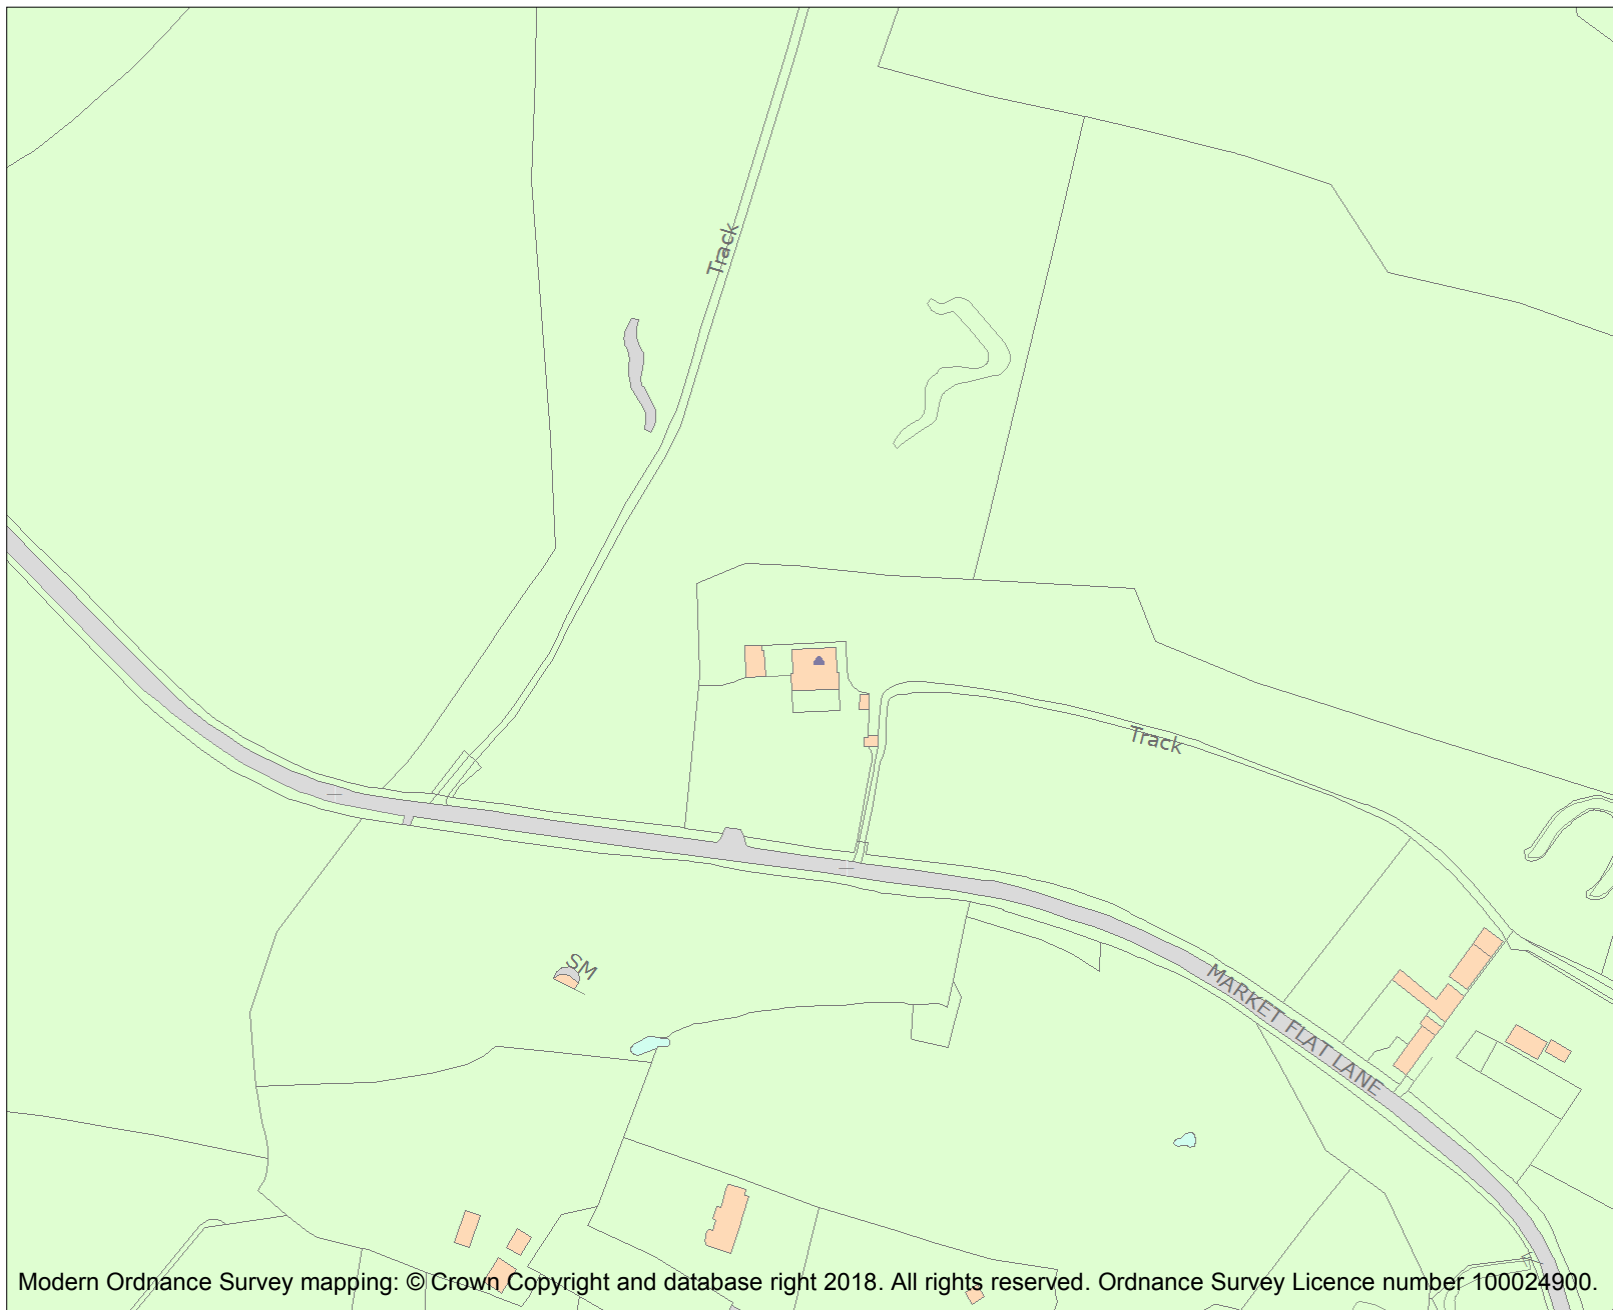 Track
Track
SM
MARKET FLAT LANE
Modern Ordnance Survey mapping: © Crown Copyright and database right 2018. All rights reserved. Ordnance Survey Licence number 100024900.